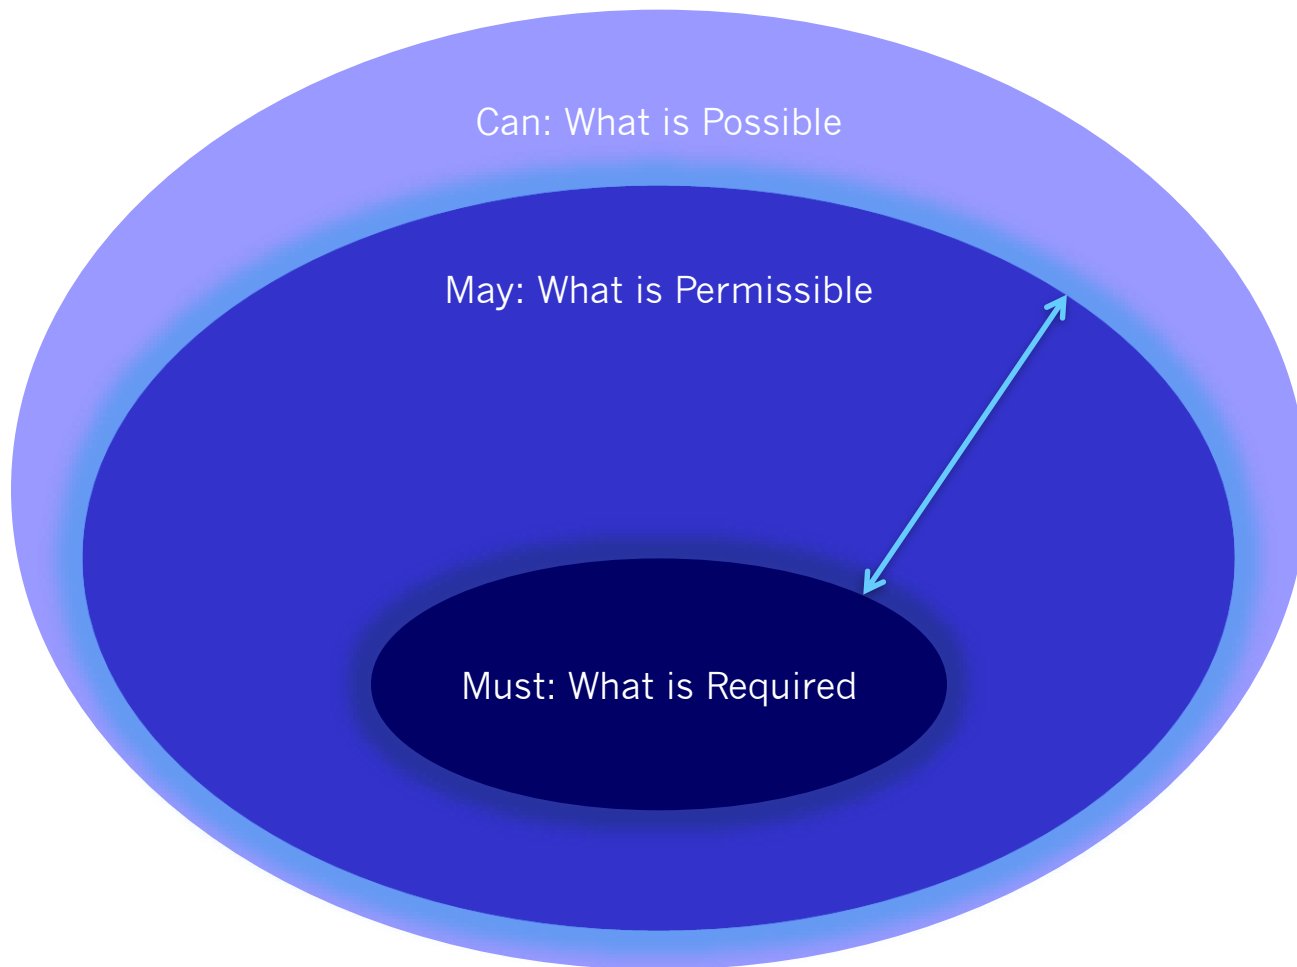 Can: What is Possible
May: What is Permissible
Must: What is Required